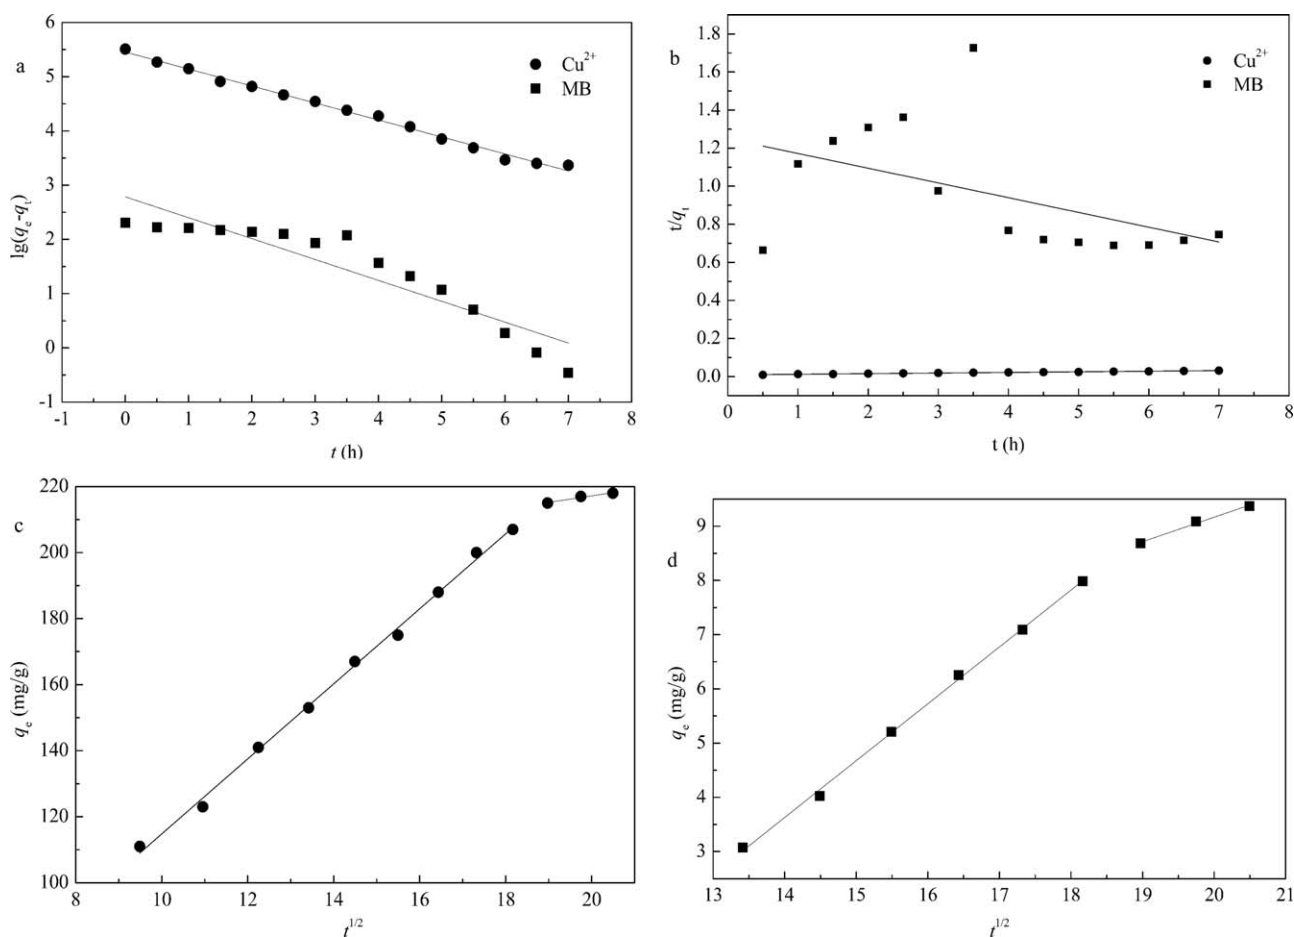 a
Cu²⁺
MB
lg(qₑ-qₜ)
6
5
4
3
2
1
0
-1
-1 0 1 2 3 4 5 6 7 8
t (h)
b
Cu²⁺
MB
t/qₜ
1.8
1.6
1.4
1.2
1.0
0.8
0.6
0.4
0.2
0.0
0 1 2 3 4 5 6 7 8
t (h)
c
qₑ (mg/g)
220
200
180
160
140
120
100
8 10 12 14 16 18 20
t^1/2
d
qₑ (mg/g)
9
8
7
6
5
4
3
13 14 15 16 17 18 19 20 21
t^1/2